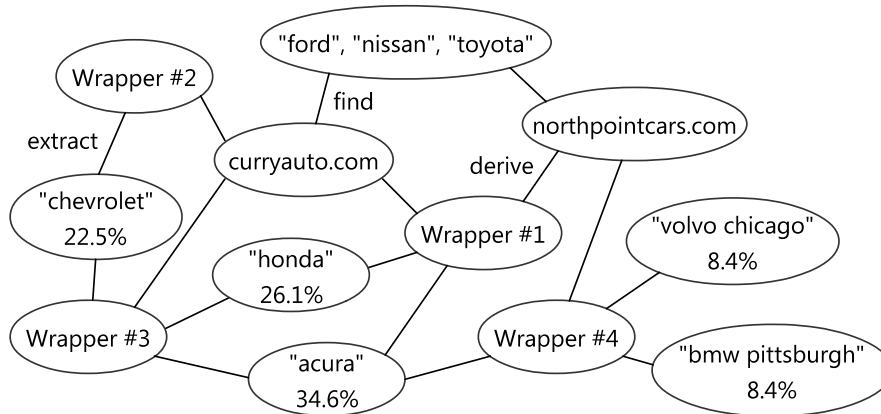 "ford", "nissan", "toyota"
Wrapper #2
find
northpointcars.com
extract
curryauto.com
derive
"chevrolet"
22.5%
Wrapper #1
"volvo chicago"
8.4%
"honda"
26.1%
Wrapper #3
Wrapper #4
"acura"
34.6%
"bmw pittsburgh"
8.4%